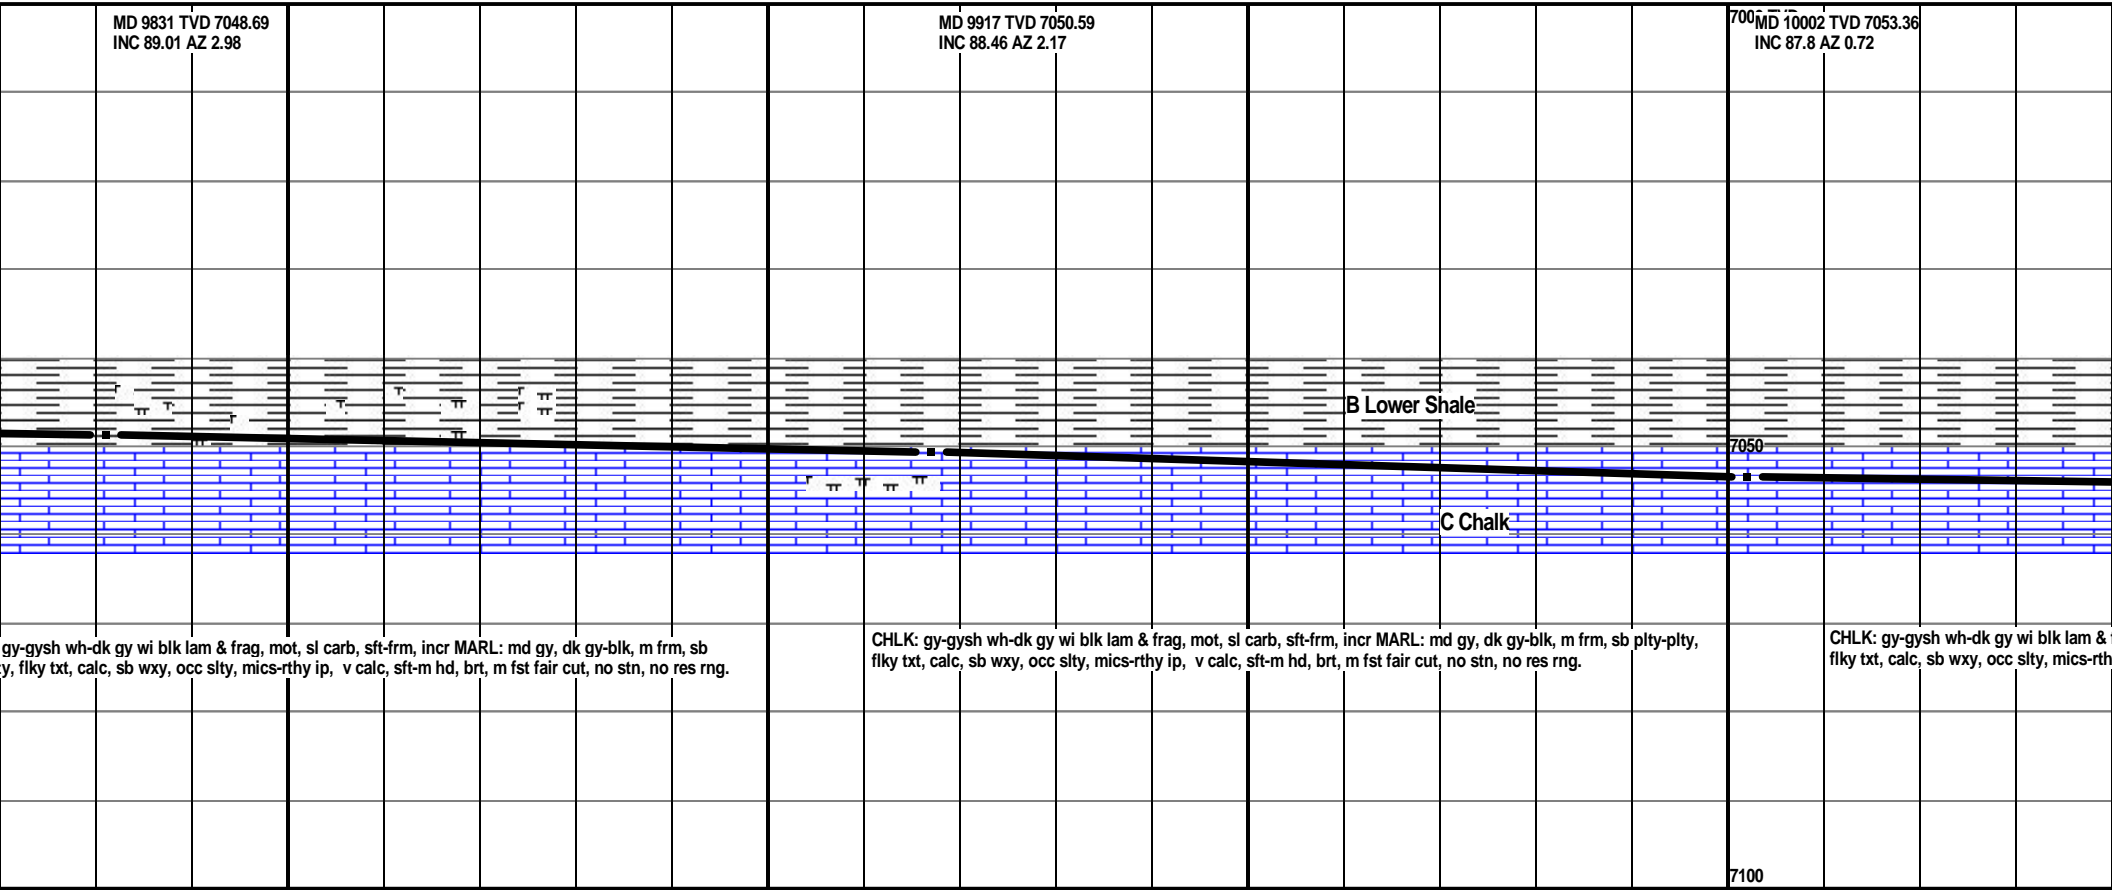 MD 9831 TVD 7048.69
INC 89.01 AZ 2.98
MD 9917 TVD 7050.59
INC 88.46 AZ 2.17
MD 10002 TVD 7053.36
INC 87.8 AZ 0.72
B Lower Shale
7050
C Chalk
gy-gysh wh-dk gy wi blk lam & frag, mot, sl carb, sft-frm, incr MARL: md gy, dk gy-blk, m frm, sb
flky txt, calc, sb wxy, occ slty, mics-rthy ip, v calc, sft-m hd, brt, m fst fair cut, no stn, no res rng.
CHLK: gy-gysh wh-dk gy wi blk lam & frag, mot, sl carb, sft-frm, incr MARL: md gy, dk gy-blk, m frm, sb plty-plty,
flky txt, calc, sb wxy, occ slty, mics-rthy ip, v calc, sft-m hd, brt, m fst fair cut, no stn, no res rng.
CHLK: gy-gysh wh-dk gy wi blk lam &
flky txt, calc, sb wxy, occ slty, mics-rth
7100